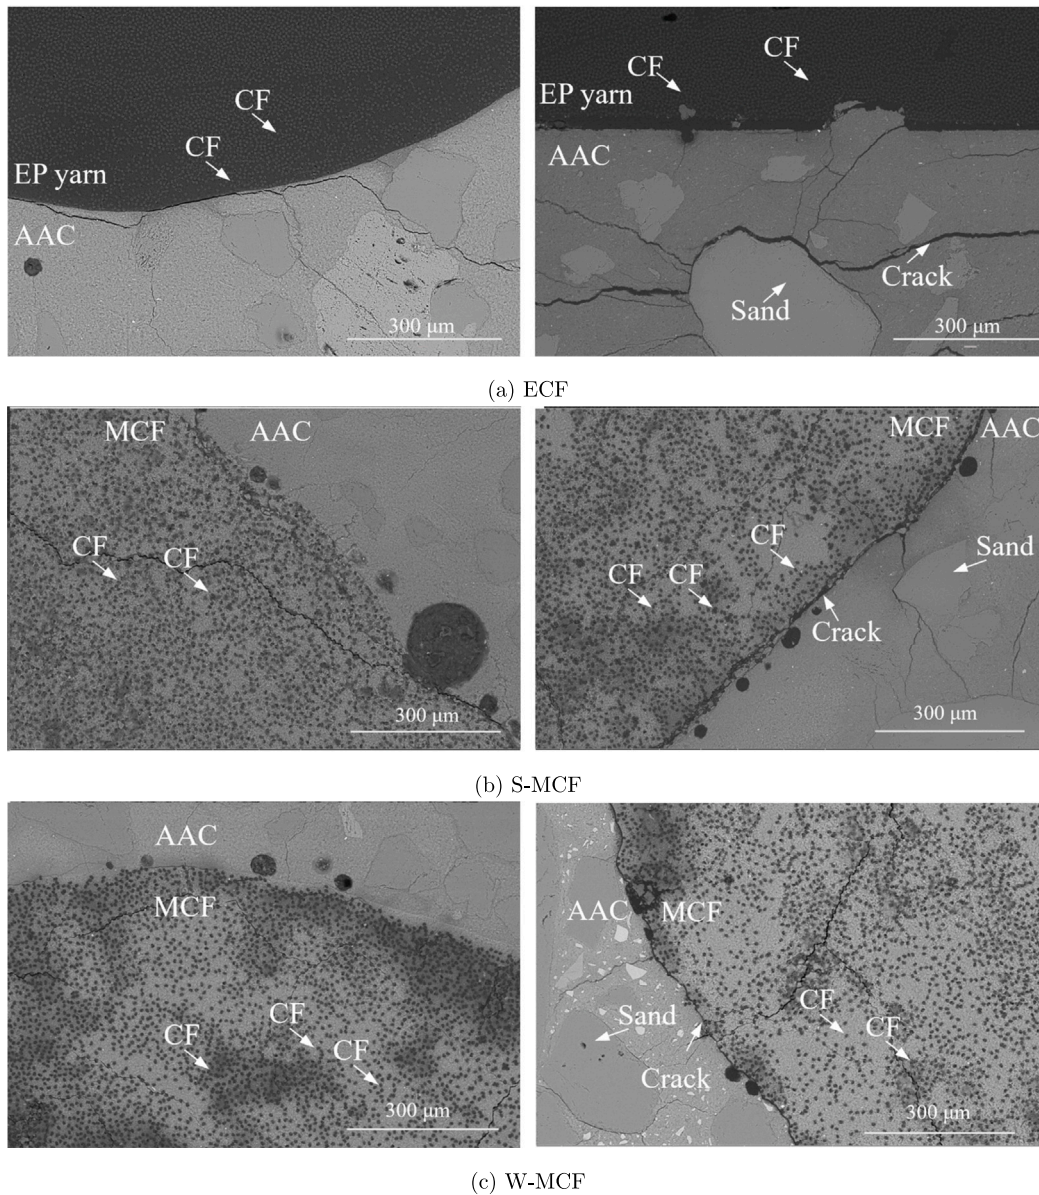 CF
CF
EP yarn
AAC
300 μm
CF
CF
EP yarn
AAC
Crack
Sand
300 μm
(a) ECF
MCF
AAC
CF
CF
300 μm
MCF
AAC
CF
Sand
CF
CF
Crack
300 μm
(b) S-MCF
AAC
MCF
CF
CF
CF
300 μm
AAC
MCF
CF
Sand
CF
Crack
300 μm
(c) W-MCF